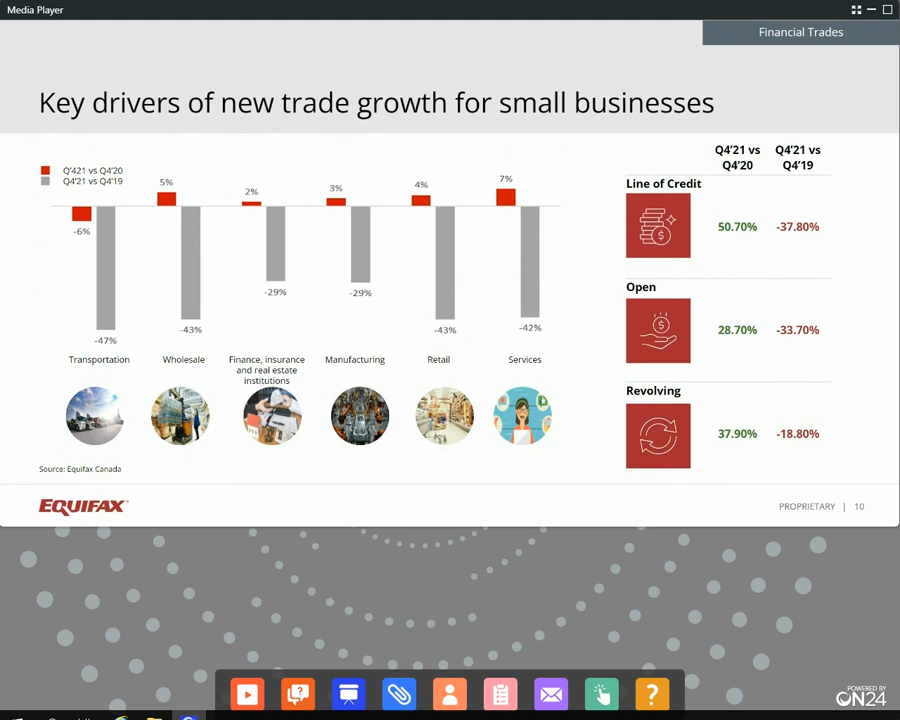 Media Player
Financial Trades
Key drivers of new trade growth for small businesses
Q'421 vs Q4'20
Q4'21 vs Q4'19
-6%
5%
2%
3%
4%
7%
-47%
-43%
-29%
-29%
-43%
-42%
Transportation
Wholesale
Finance, insurance
and real estate
institutions
Manufacturing
Retail
Services
Source: Equifax Canada
Q4'21 vs
Q4'20
Q4'21 vs
Q4'19
Line of Credit
50.70%
-37.80%
Open
28.70%
-33.70%
Revolving
37.90%
-18.80%
EQUIFAX
PROPRIETARY | 10
POWERED BY
ON24